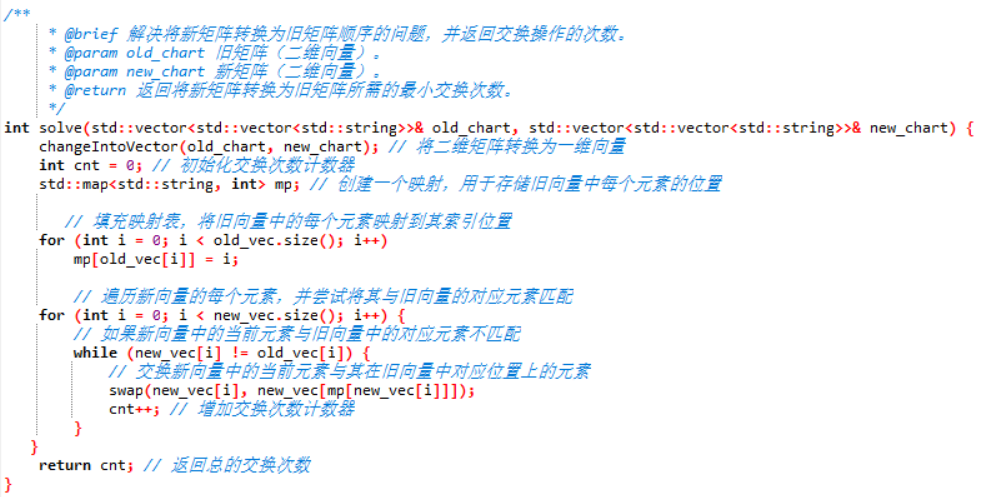 /**
* @brief 解决将新矩阵转换为旧矩阵顺序的问题，并返回交换操作的次数。
* @param old_chart 旧矩阵（二维向量）。
* @param new_chart 新矩阵（二维向量）。
* @return 返回将新矩阵转换为旧矩阵所需的最小交换次数。
*/
int solve(std::vector<std::vector<std::string>>& old_chart, std::vector<std::vector<std::string>>& new_chart) {
changeIntoVector(old_chart, new_chart); // 将二维矩阵转换为一维向量
int cnt = 0; // 初始化交换次数计数器
std::map<std::string, int> mp; // 创建一个映射，用于存储旧向量中每个元素的位置
// 填充映射表，将旧向量中的每个元素映射到其索引位置
for (int i = 0; i < old_vec.size(); i++)
mp[old_vec[i]] = i;
// 遍历新向量的每个元素，并尝试将其与旧向量的对应元素匹配
for (int i = 0; i < new_vec.size(); i++) {
// 如果新向量中的当前元素与旧向量中的对应元素不匹配
while (new_vec[i] != old_vec[i]) {
// 交换新向量中的当前元素与其在旧向量中对应位置上的元素
swap(new_vec[i], new_vec[mp[new_vec[i]]]);
cnt++; // 增加交换次数计数器
}
}
return cnt; // 返回总的交换次数
}